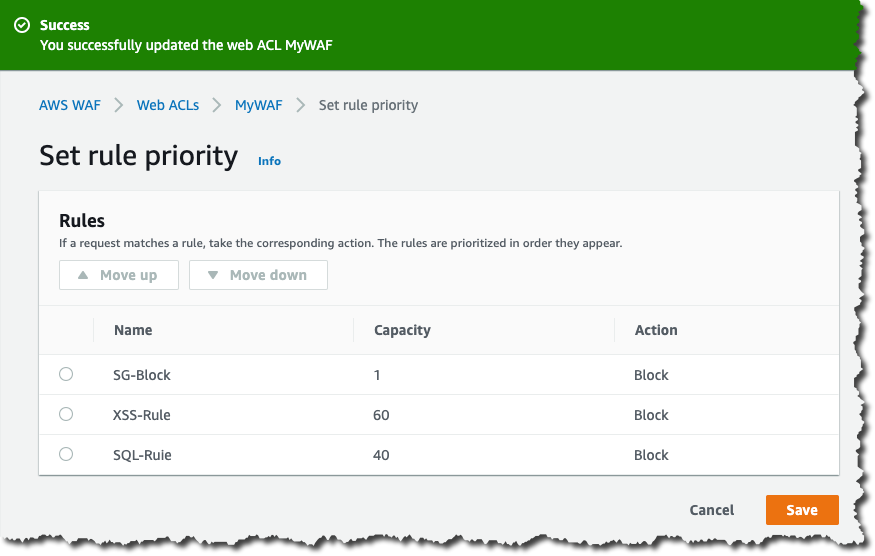 Success
You successfully updated the web ACL MyWAF
AWS WAF > Web ACLs > MyWAF > Set rule priority
Set rule priority Info
Rules
If a request matches a rule, take the corresponding action. The rules are prioritized in order they appear.
▲ Move up ▼ Move down
Name Capacity Action
SG-Block 1 Block
XSS-Rule 60 Block
SQL-Ruie 40 Block
Cancel Save